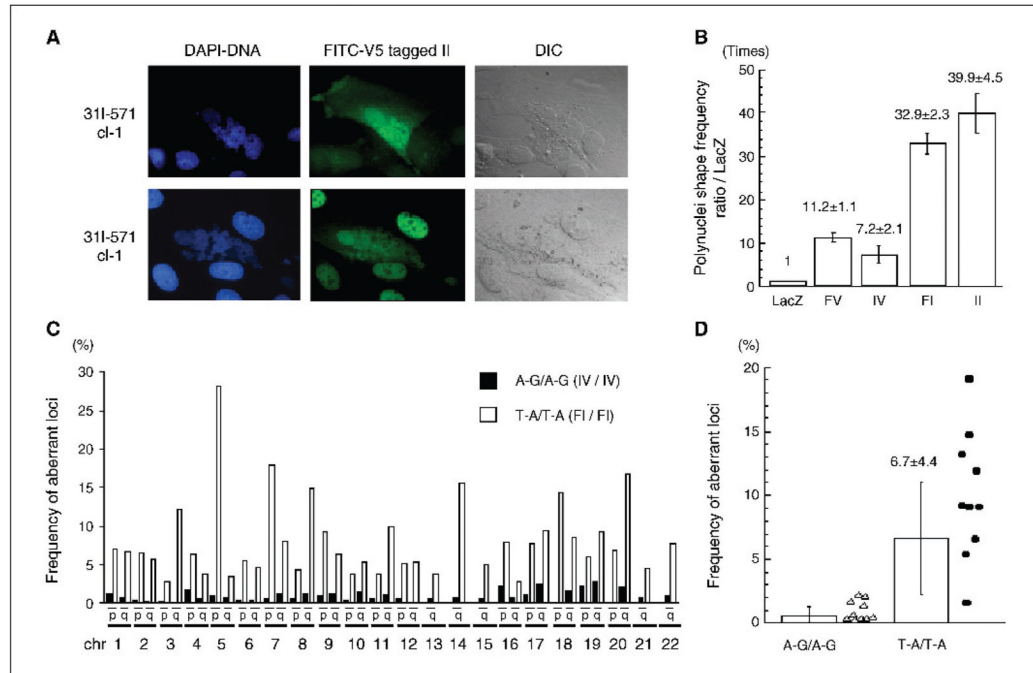 A
DAPI-DNA FITC-V5 tagged II DIC
31I-571
cl-1
31I-571
cl-1
B
(Times)
Polynuclei shape frequency
ratio / LacZ
50
40
30
20
10
0
1
11.2±1.1
7.2±2.1
32.9±2.3
39.9±4.5
LacZ FV IV FI II
C
(%)
Frequency of aberrant loci
30
25
20
15
10
5
0
A-G/A-G (IV / IV)
T-A/T-A (FI / FI)
p q p q p q p q p q p q p q p q p q p q p q p q q q q p q p q p q p q p q q q
chr 1 2 3 4 5 6 7 8 9 10 11 12 13 14 15 16 17 18 19 20 21 22
D
(%)
Frequency of aberrant loci
20
15
10
5
0
6.7±4.4
A-G/A-G T-A/T-A